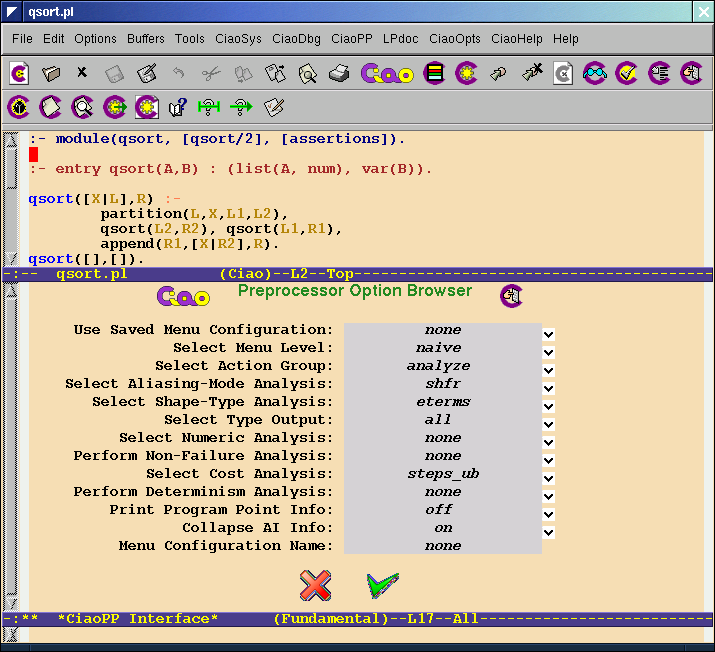 qsort.pl
File Edit Options Buffers Tools CiaoSys CiaoDbg CiaoPP LPdoc CiaoOpts CiaoHelp Help
Ciao
:- module(qsort, [qsort/2], [assertions]).
:- entry qsort(A,B) : (list(A, num), var(B)).
qsort([X|L],R) :-
partition(L,X,L1,L2),
qsort(L2,R2), qsort(L1,R1),
append(R1,[X|R2],R).
qsort([],[]).
-:-- qsort.pl (Ciao)--L2--Top--------------------------------------------
Ciao Preprocessor Option Browser
Use Saved Menu Configuration: none
Select Menu Level: naive
Select Action Group: analyze
Select Aliasing-Mode Analysis: shfr
Select Shape-Type Analysis: eterms
Select Type Output: all
Select Numeric Analysis: none
Perform Non-Failure Analysis: none
Select Cost Analysis: steps_ub
Perform Determinism Analysis: none
Print Program Point Info: off
Collapse AI Info: on
Menu Configuration Name: none
-:** *CiaoPP Interface* (Fundamental)--L17--All--------------------------